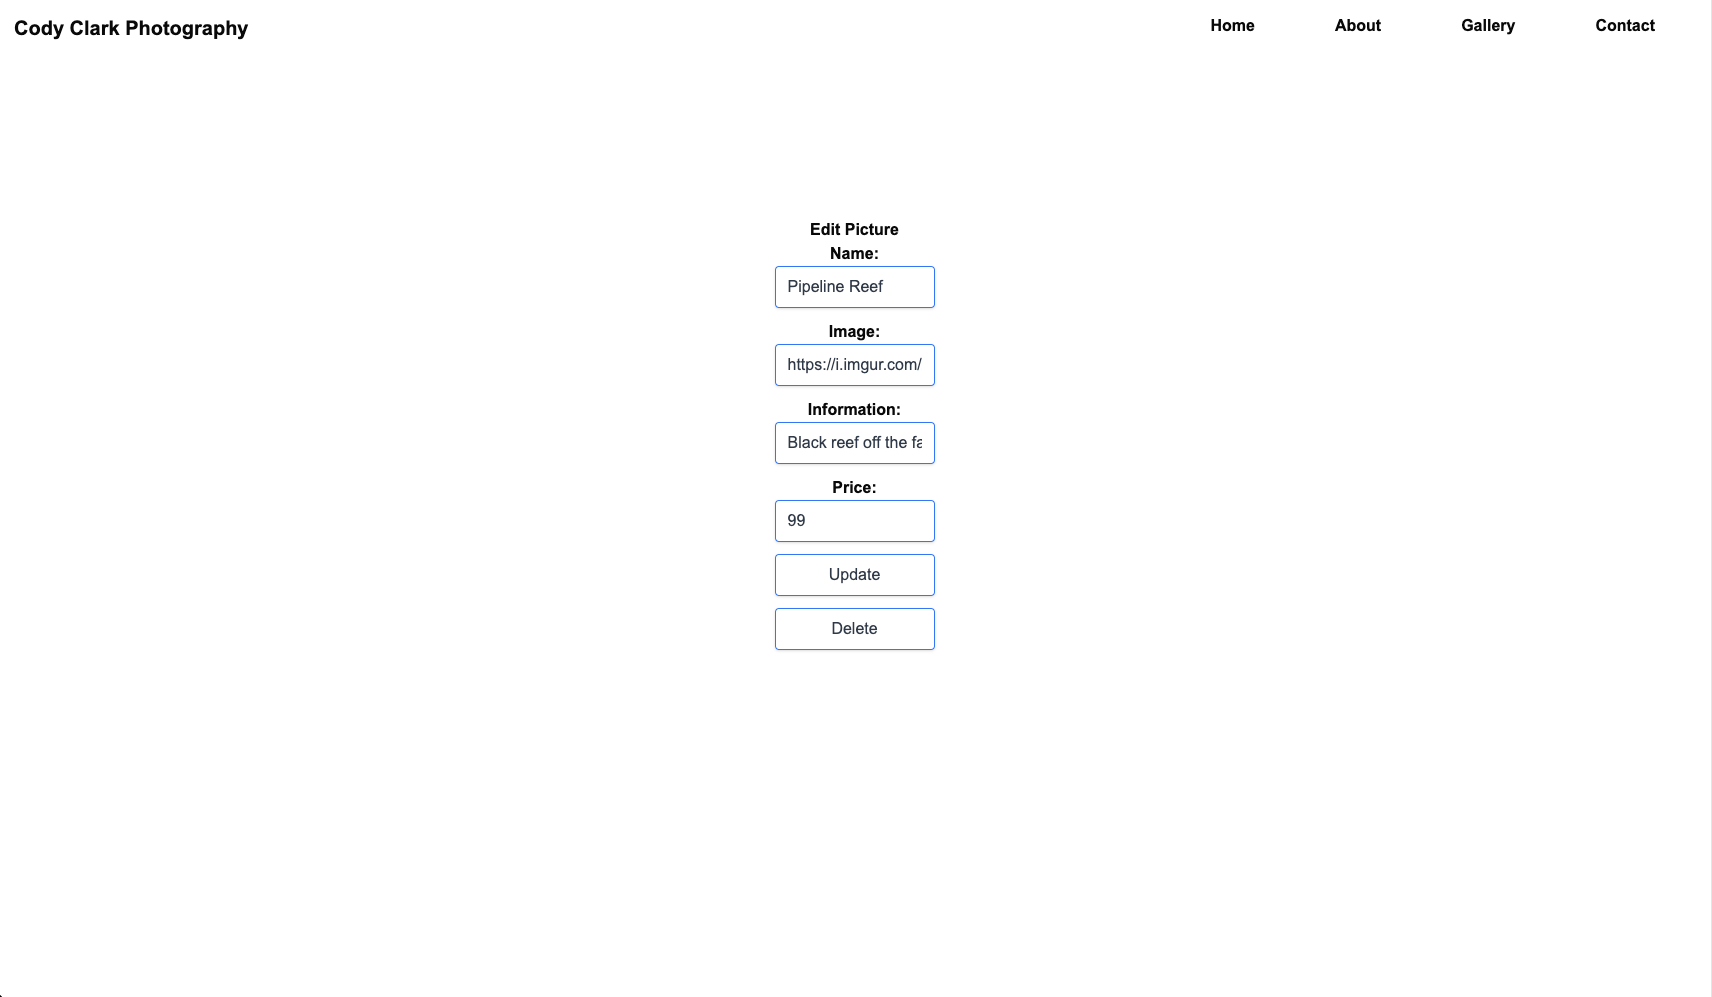 Cody Clark Photography
Home About Gallery Contact
Edit Picture
Name:
Pipeline Reef
Image:
https://i.imgur.com/
Information:
Black reef off the fa
Price:
99
Update
Delete